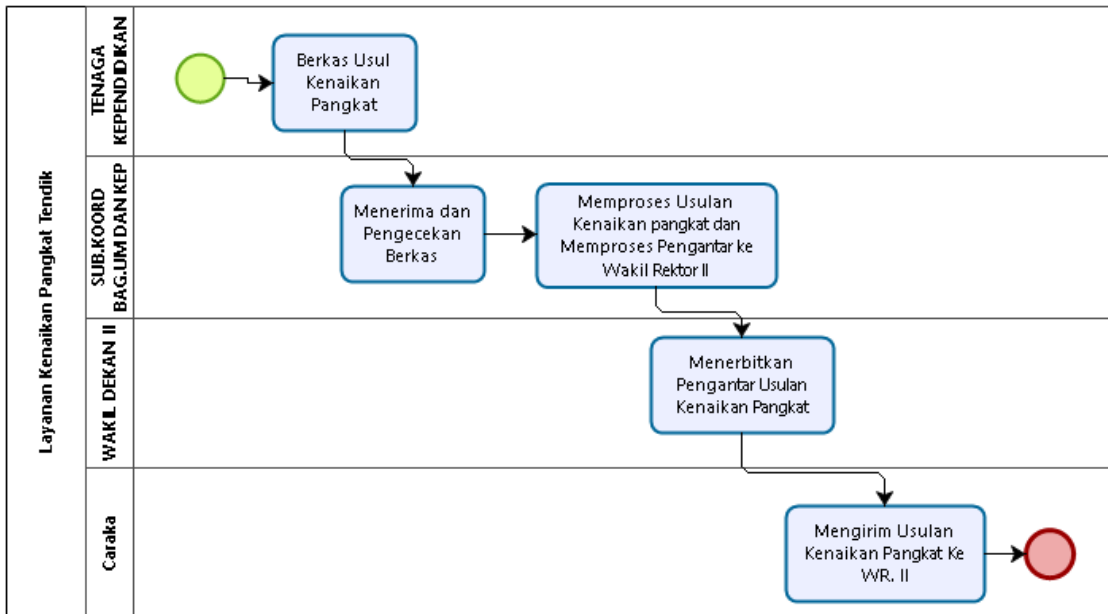 Layanan Kenaikan Pangkat Tendik
TENAGA
KEPENDIDIKAN
Berkas Usul
Kenaikan
Pangkat
SUB.KOORD
BAG.UM DAN KEP
Menerima dan
Pengecekan
Berkas
Memproses Usulan
Kenaikan pangkat dan
Memproses Pengantar ke
Wakil Rektor II
WAKIL DEKAN II
Menerbitkan
Pengantar Usulan
Kenaikan Pangkat
Caraka
Mengirim Usulan
Kenaikan Pangkat Ke
WR. II